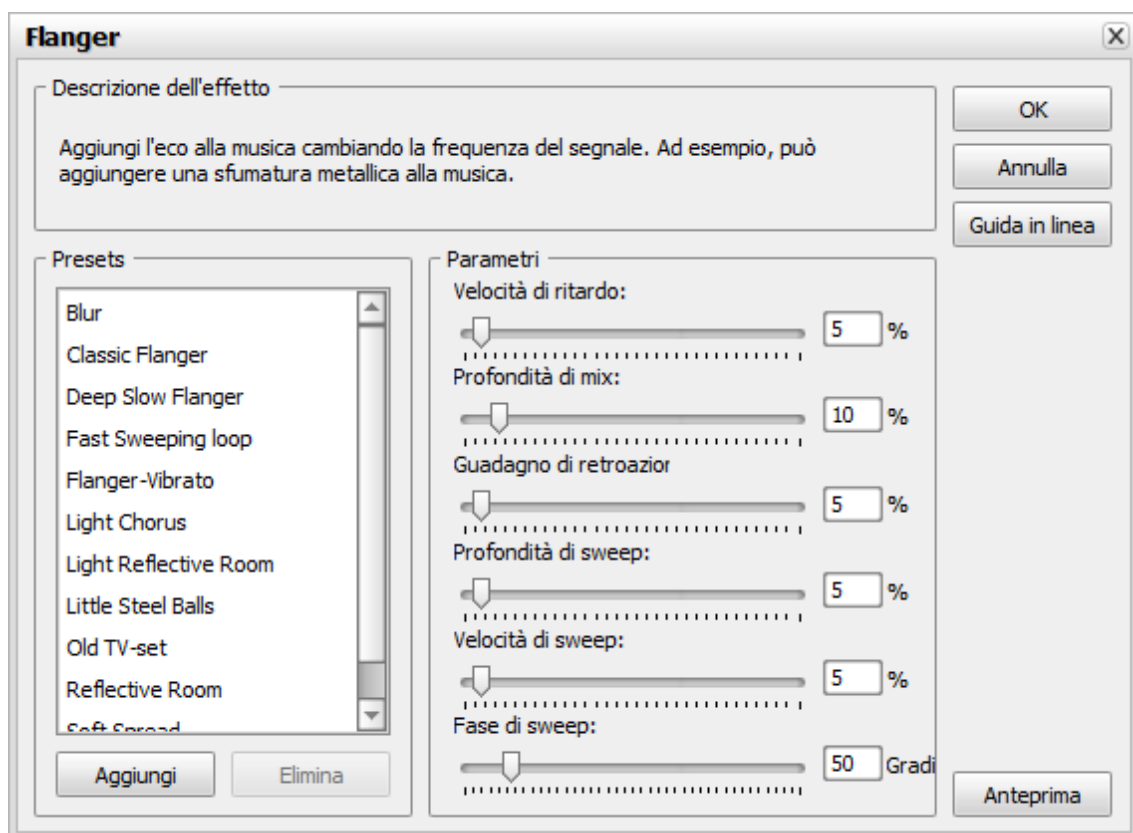 Flanger
Descrizione dell'effetto
Aggiungi l'eco alla musica cambiando la frequenza del segnale. Ad esempio, può
aggiungere una sfumatura metallica alla musica.
OK
Annulla
Guida in linea
Presets
Blur
Classic Flanger
Deep Slow Flanger
Fast Sweeping loop
Flanger-Vibrato
Light Chorus
Light Reflective Room
Little Steel Balls
Old TV-set
Reflective Room
Soft Spread
Aggiungi
Elimina
Parametri
Velocità di ritardo:
5 %
Profondità di mix:
10 %
Guadagno di retroazior
5 %
Profondità di sweep:
5 %
Velocità di sweep:
5 %
Fase di sweep:
50 Gradi
Anteprima